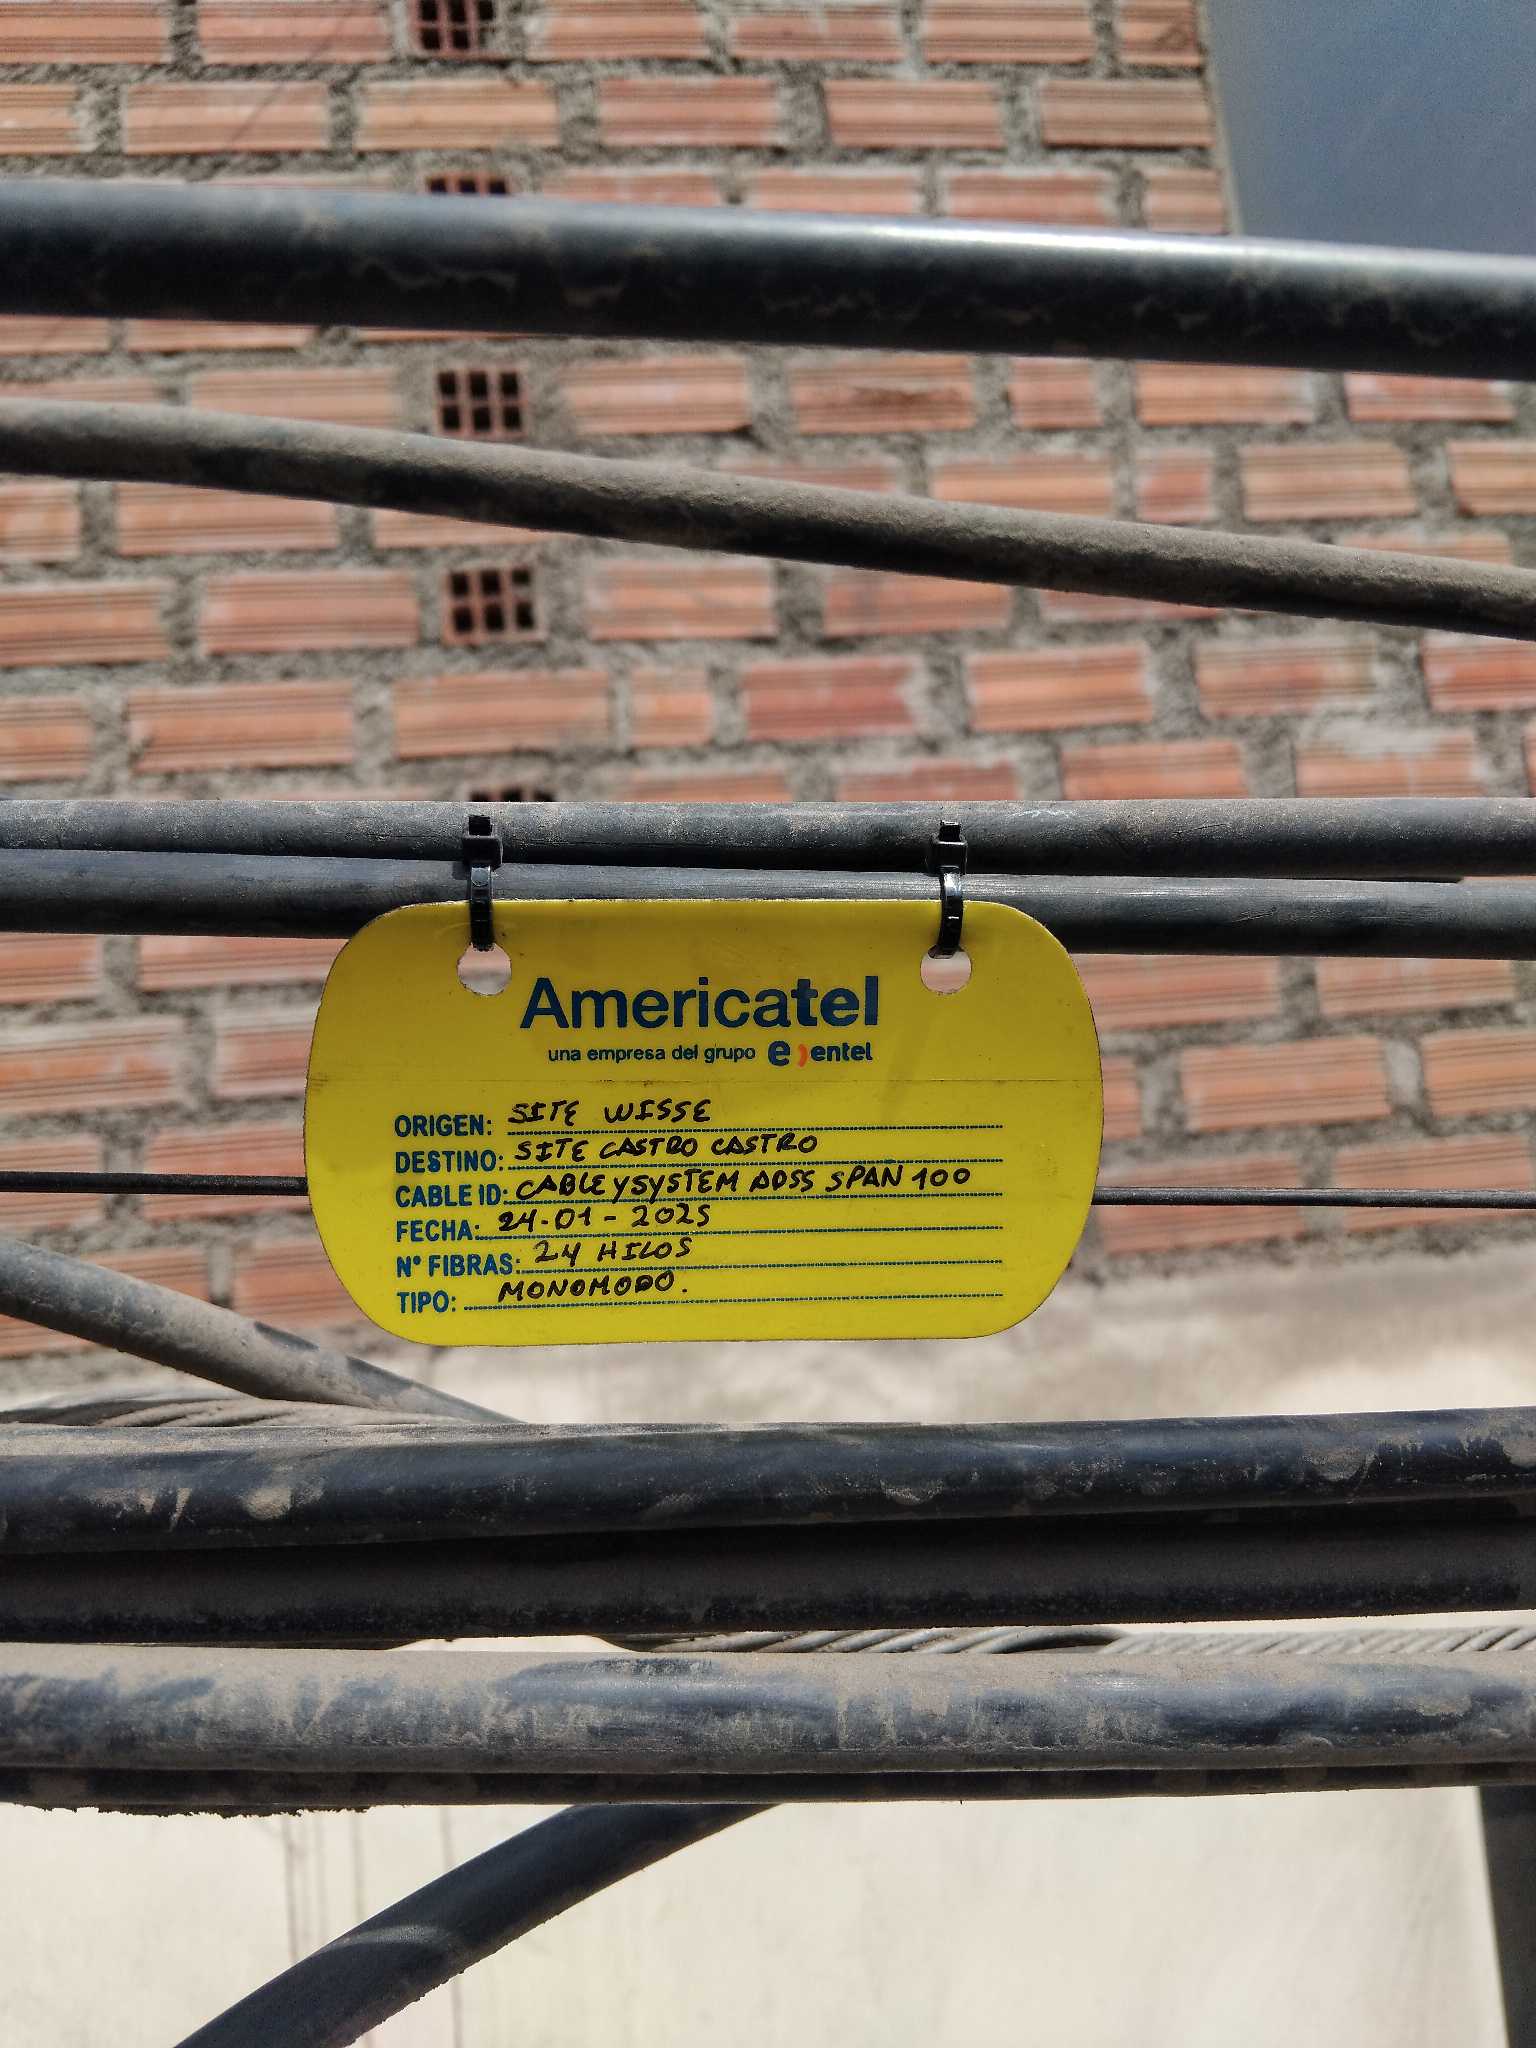 Americatel
una empresa del grupo e) entel
ORIGEN: SITE WISSE
DESTINO: SITE CASTRO CASTRO
CABLE ID: CABLEYSYSTEM ADSS SPAN 100
FECHA: 24-01-2025
N° FIBRAS: 24 HILOS
TIPO: MONOMODO.